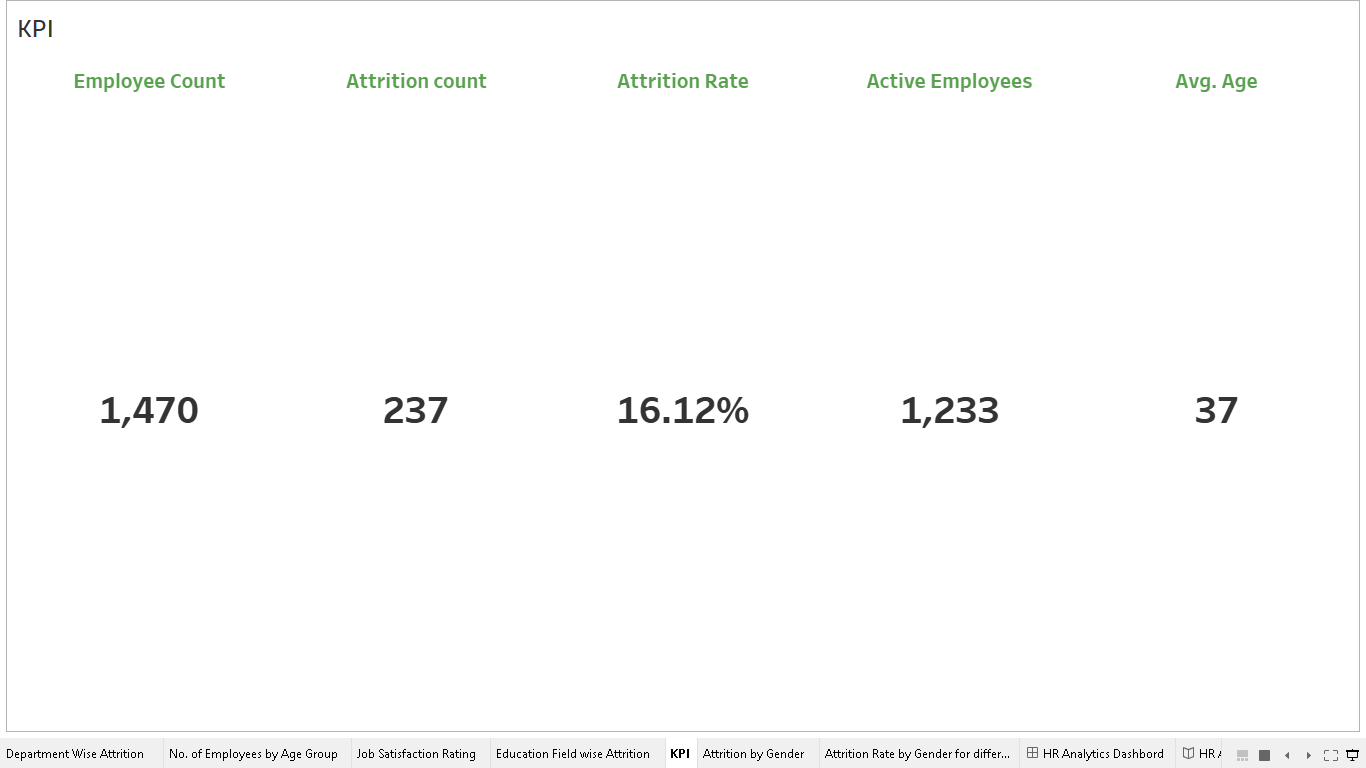 KPI
Employee Count Attrition count Attrition Rate Active Employees Avg. Age
1,470 237 16.12% 1,233 37
Department Wise Attrition No. of Employees by Age Group Job Satisfaction Rating Education Field wise Attrition KPI Attrition by Gender Attrition Rate by Gender for differ... HR Analytics Dashbord HR